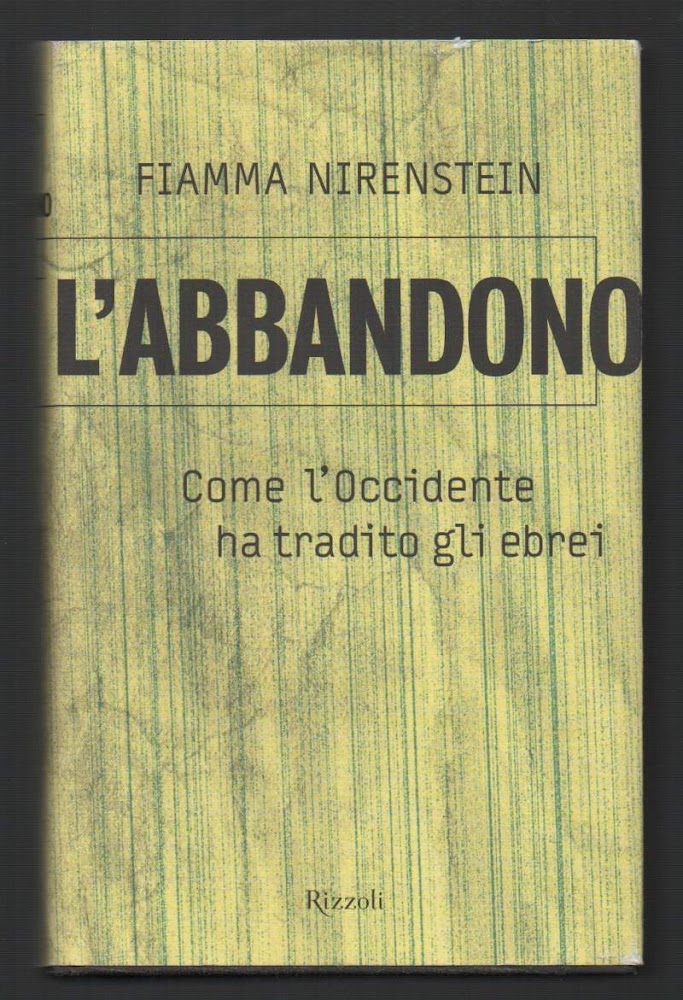 FIAMMA NIRENSTEIN
L'ABBANDONO
Come l'Occidente
ha tradito gli ebrei
Rizzoli